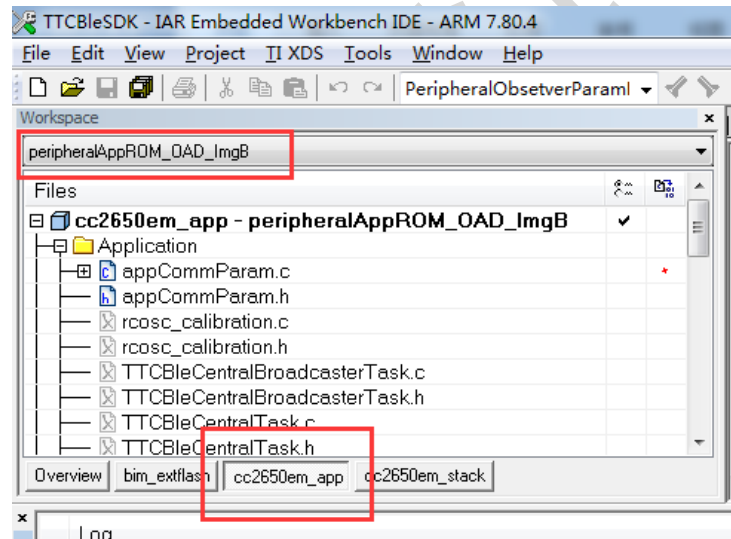 TTCBleSDK - IAR Embedded Workbench IDE - ARM 7.80.4
File Edit View Project TI XDS Tools Window Help
PeripheralObsetverParamI
Workspace
peripheralAppROM_OAD_ImgB
Files
cc2650em_app - peripheralAppROM_OAD_ImgB
Application
appCommParam.c
appCommParam.h
rcosc_calibration.c
rcosc_calibration.h
TTCBleCentralBroadcasterTask.c
TTCBleCentralBroadcasterTask.h
TTCBleCentralTask.c
TTCBleCentralTask.h
Overview bim_extflash cc2650em_app cc2650em_stack
Log